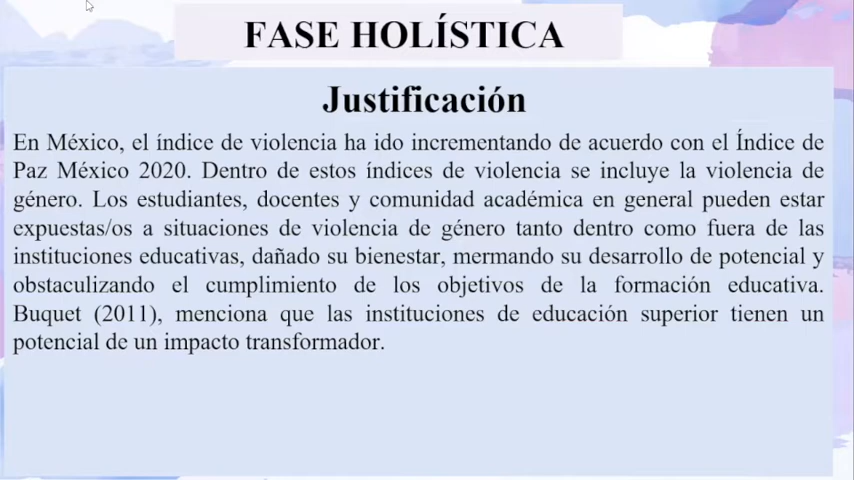 FASE HOLÍSTICA
Justificación
En México, el índice de violencia ha ido incrementando de acuerdo con el Índice de
Paz México 2020. Dentro de estos índices de violencia se incluye la violencia de
género. Los estudiantes, docentes y comunidad académica en general pueden estar
expuestas/os a situaciones de violencia de género tanto dentro como fuera de las
instituciones educativas, dañado su bienestar, mermando su desarrollo de potencial y
obstaculizando el cumplimiento de los objetivos de la formación educativa.
Buquet (2011), menciona que las instituciones de educación superior tienen un
potencial de un impacto transformador.